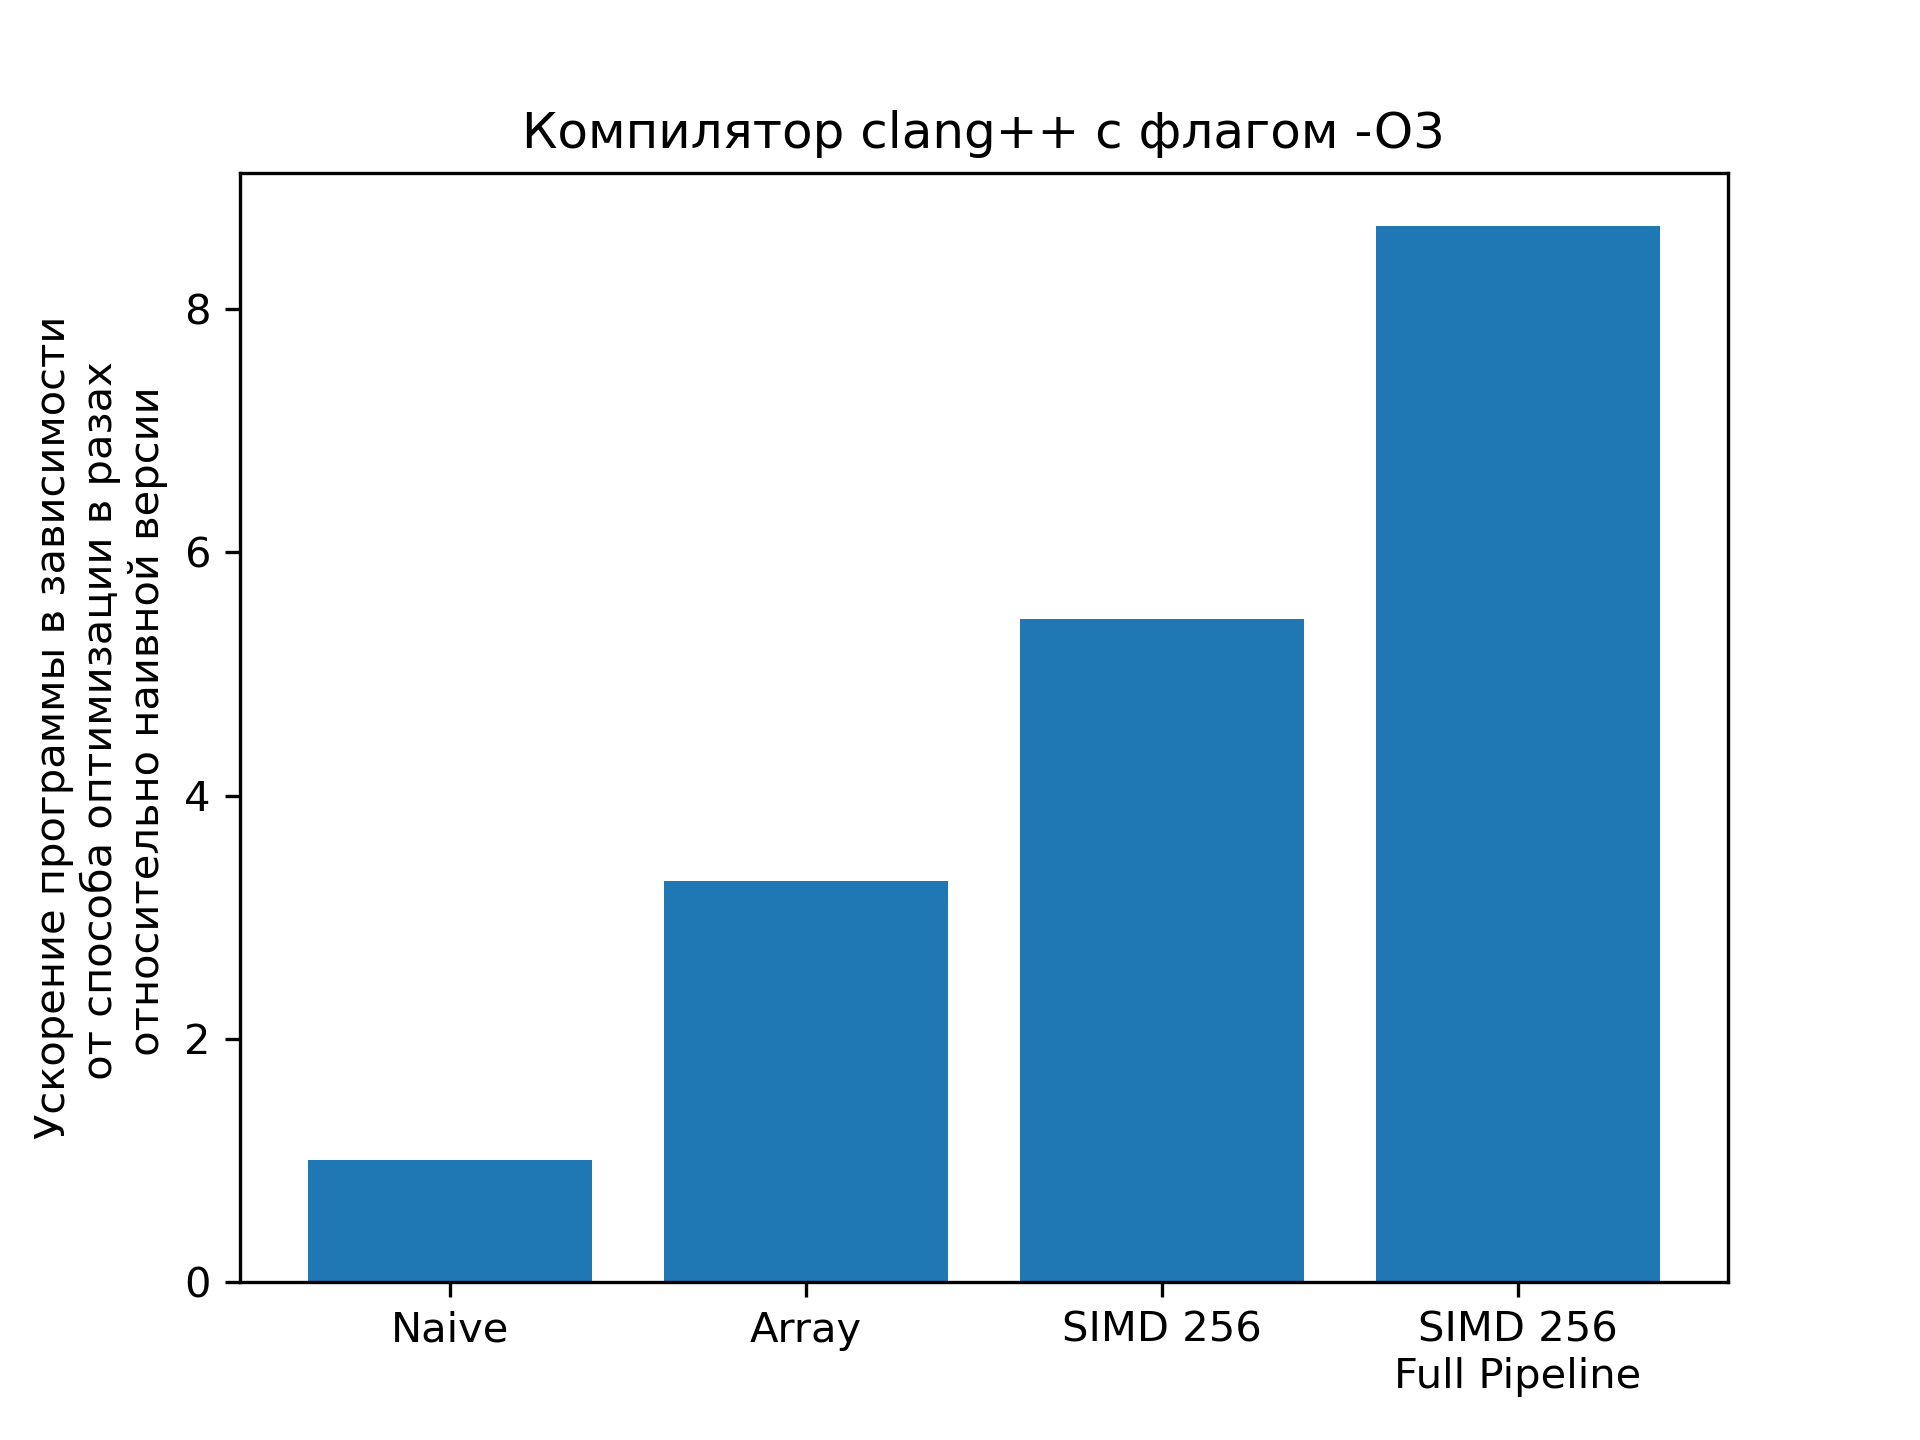 Компилятор clang++ с флагом -O3
Ускорение программы в зависимости
от способа оптимизации в разах
относительно наивной версии
8
6
4
2
0
Naive
Array
SIMD 256
SIMD 256
Full Pipeline